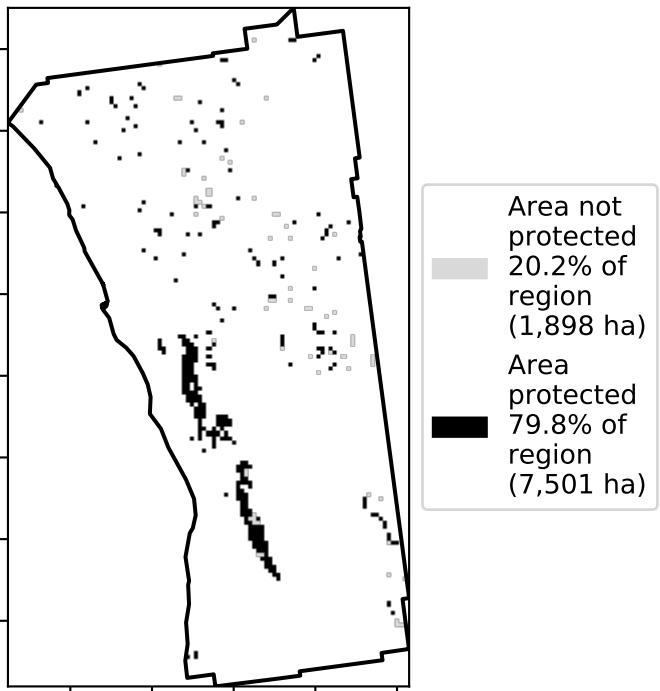 Area not
protected
20.2% of
region
(1,898 ha)
Area
protected
79.8% of
region
(7,501 ha)